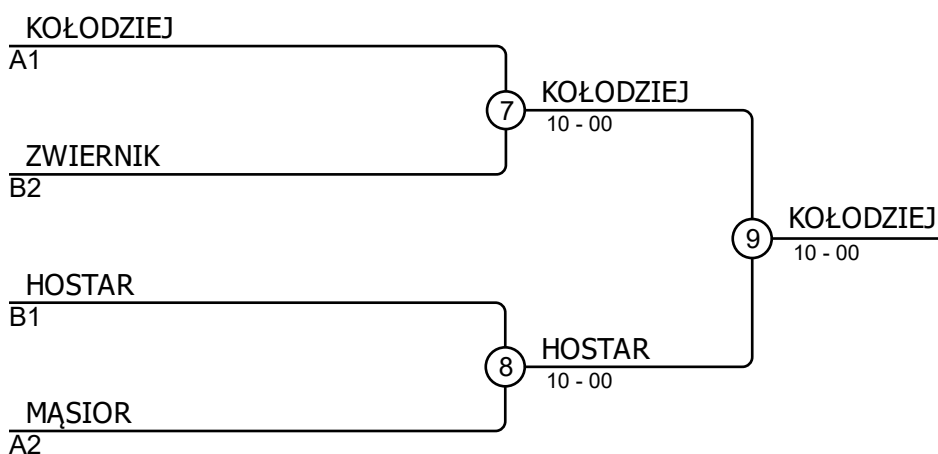 KOŁODZIEJ
A1
7
KOŁODZIEJ
10 - 00
ZWIERNIK
B2
9
KOŁODZIEJ
10 - 00
HOSTAR
B1
8
HOSTAR
10 - 00
MĄSIOR
A2